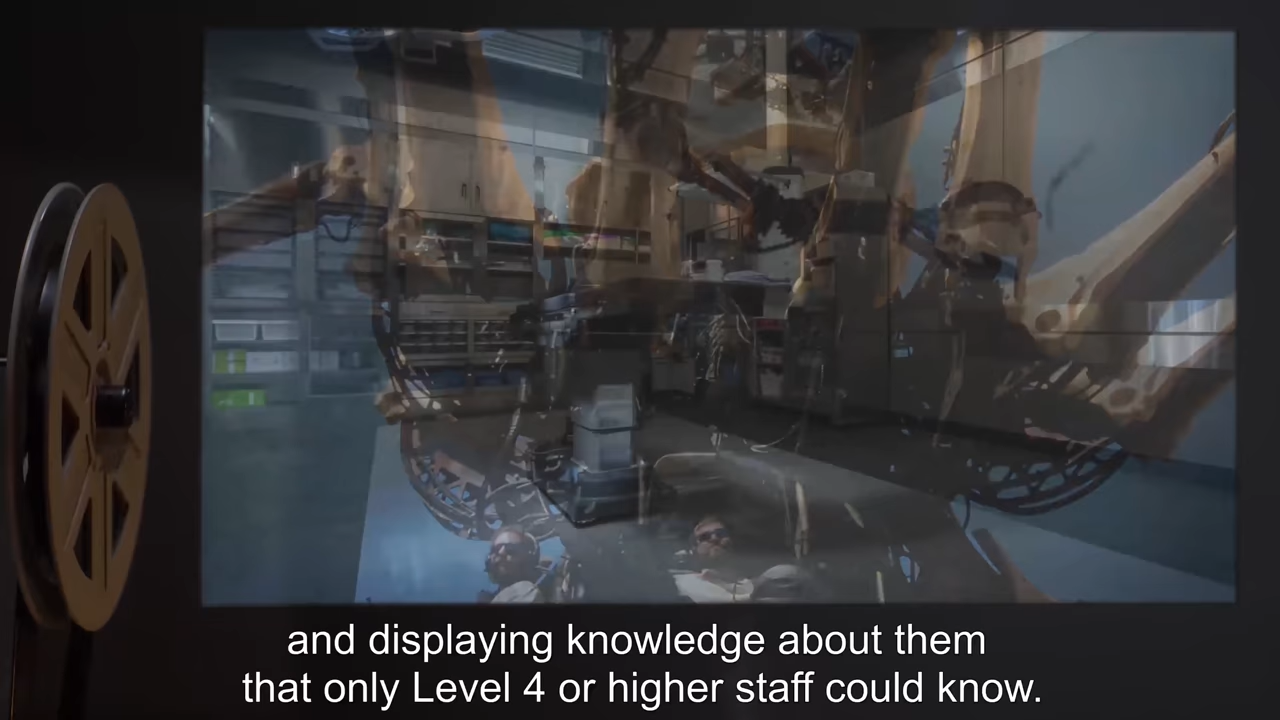 and displaying knowledge about them
that only Level 4 or higher staff could know.